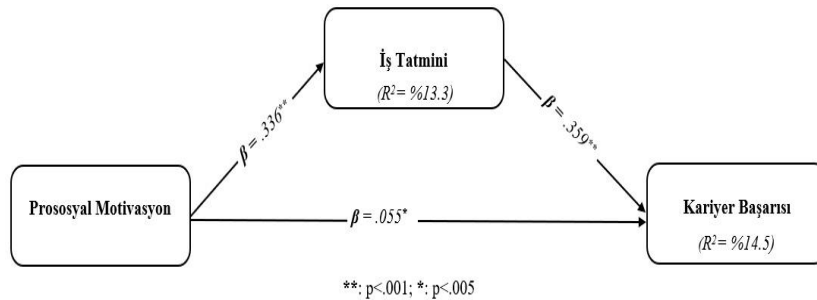 İş Tatmini
(R²= %13.3)
β = .336**
β = .359**
Prososyal Motivasyon
β = .055*
Kariyer Başarısı
(R²= %14.5)
**: p<.001; *: p<.005